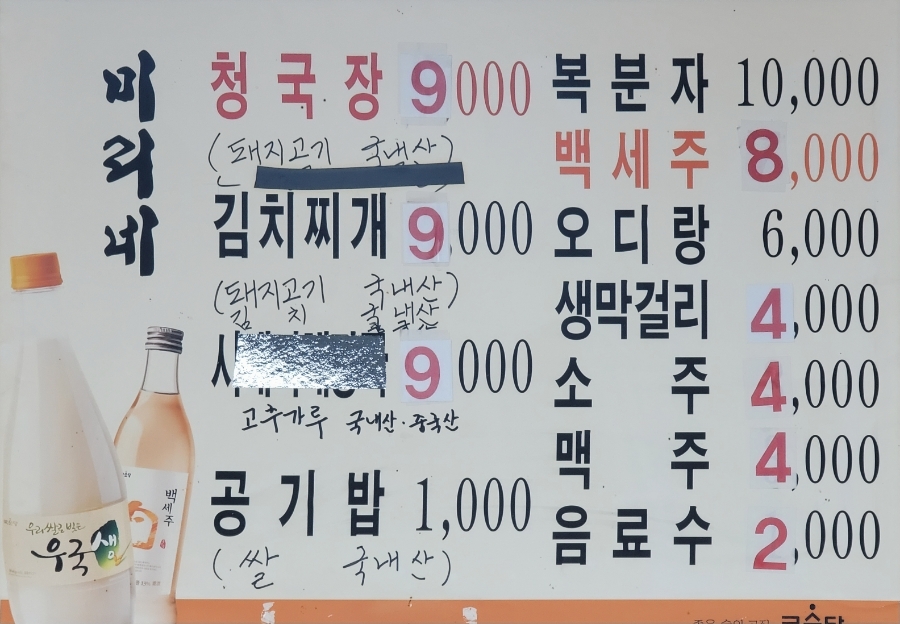 미리네
청국장 9000
(돼지고기 국내산)
김치찌개 9,000
(돼지고기 국내산)
김치 국내산
9,000
고추가루 국내산·중국산
공기밥 1,000
(쌀 국내산)
복분자 10,000
백세주 8,000
오디랑 6,000
생막걸리 4,000
소주 4,000
맥주 4,000
음료수 2,000
우국생
백세주